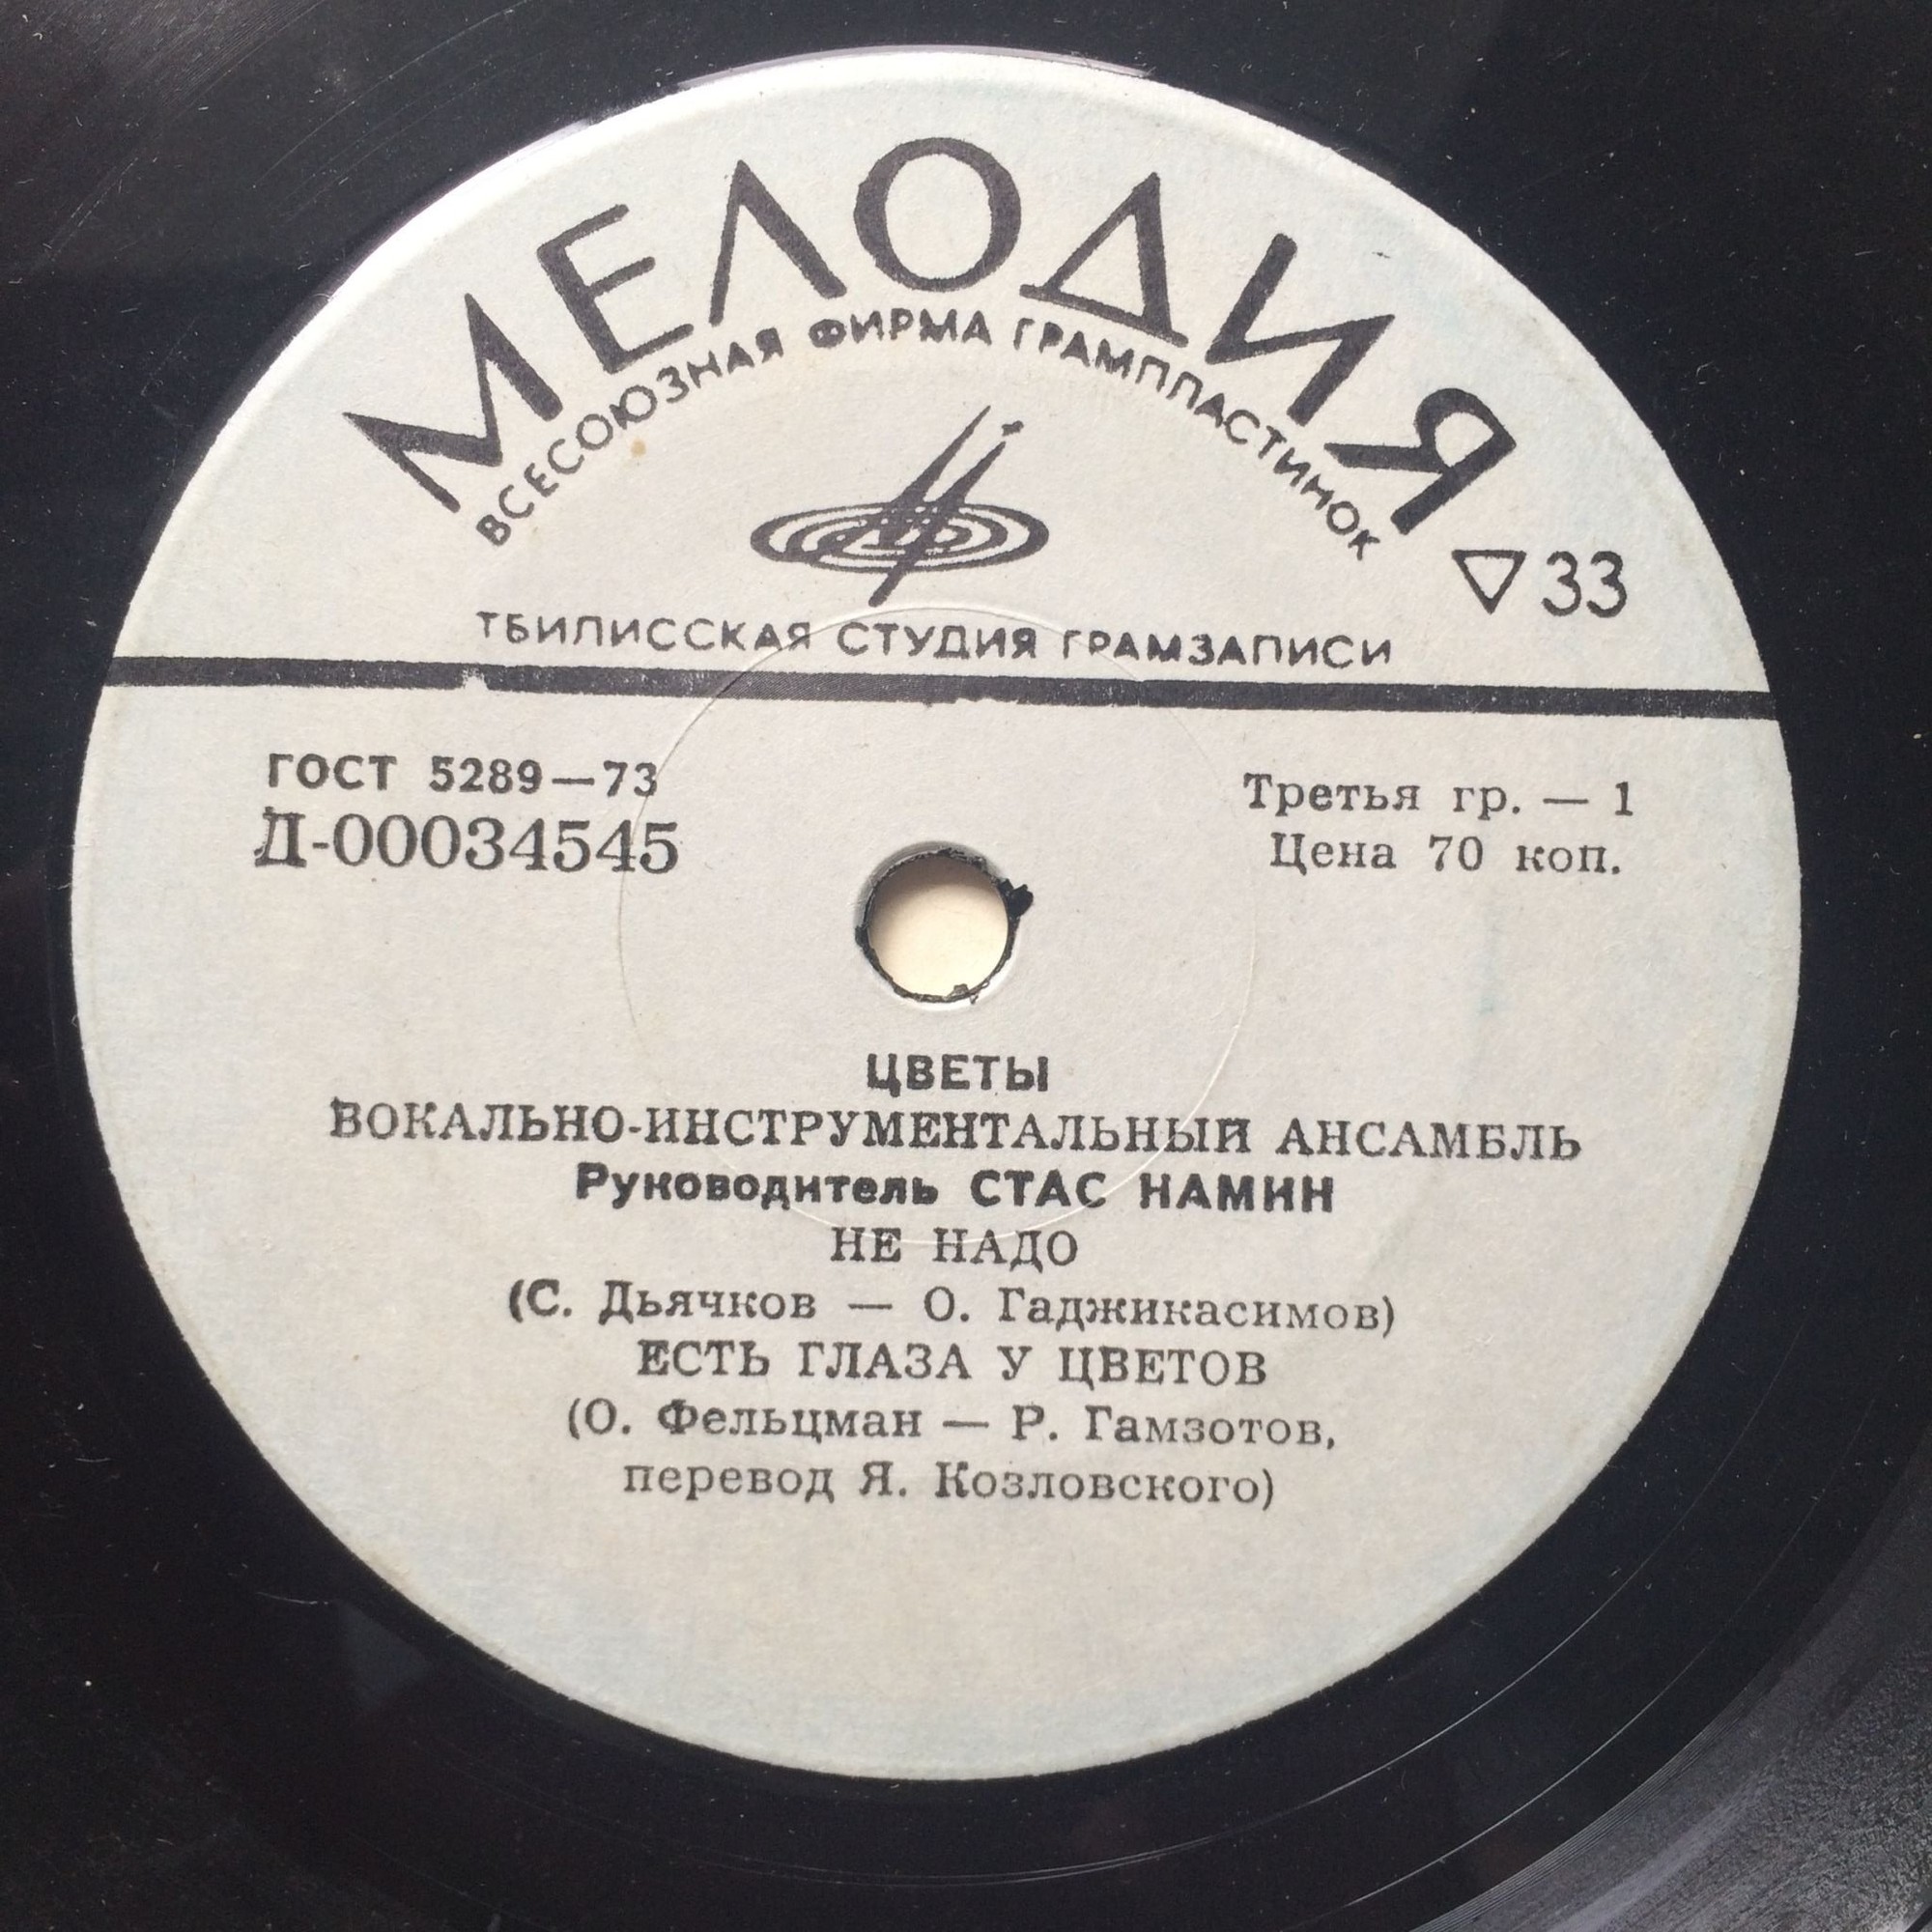 МЕЛОДИЯ
ВСЕСОЮЗНАЯ ФИРМА ГРАМПЛАСТИНОК
▽33
ТБИЛИССКАЯ СТУДИЯ ГРАМЗАПИСИ
ГОСТ 5289—73
Третья гр. — 1
Д-00034545
Цена 70 коп.
ЦВЕТЫ
ВОКАЛЬНО-ИНСТРУМЕНТАЛЬНЫЙ АНСАМБЛЬ
Руководитель СТАС НАМИН
НЕ НАДО
(С. Дьячков — О. Гаджикасимов)
ЕСТЬ ГЛАЗА У ЦВЕТОВ
(О. Фельцман — Р. Гамзотов,
перевод Я. Козловского)